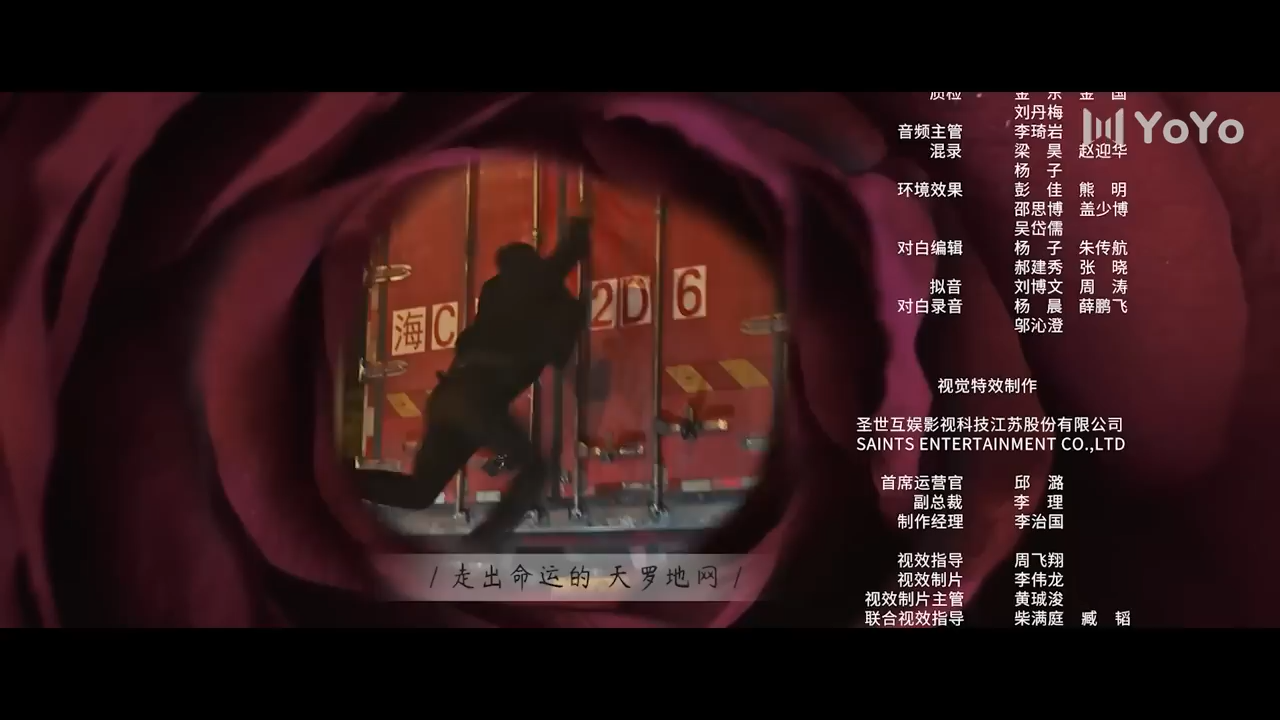 质检 金 东 金 国
刘丹梅
音频主管 李琦岩
混录 梁 昊 赵迎华
杨 子
环境效果 彭 佳 熊 明
邵思博 盖少博
吴岱儒
对白编辑 杨 子 朱传航
郝建秀 张 晓
拟音 刘博文 周 涛
对白录音 杨 晨 薛鹏飞
邬沁澄
YoYo
海C 2D 6
视觉特效制作
圣世互娱影视科技江苏股份有限公司
SAINTS ENTERTAINMENT CO.,LTD
首席运营官 邱 潞
副总裁 李 理
制作经理 李治国
视效指导 周飞翔
视效制片 李伟龙
视效制片主管 黄珹浚
联合视效指导 柴满庭 臧 韬
/ 走出命运的 天罗地网 /